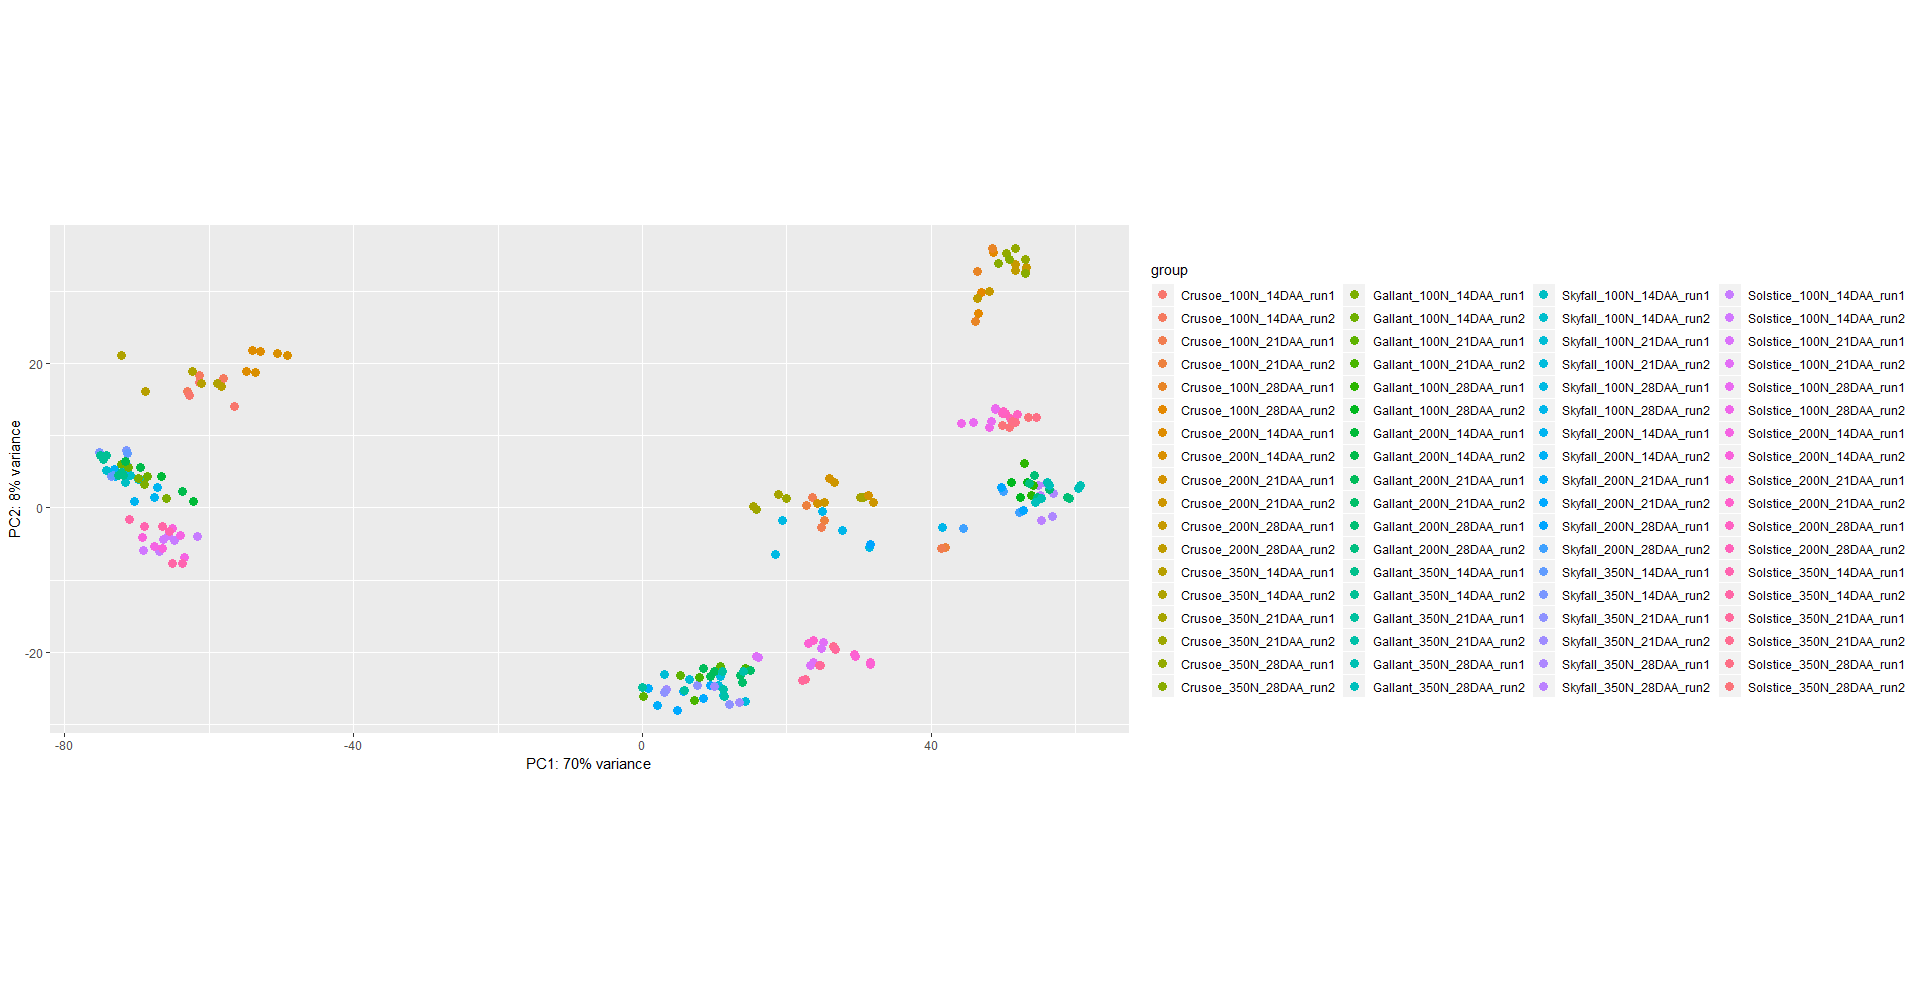 PC2: 8% variance
20
0
-20
-80
-40
0
40
PC1: 70% variance
group
Crusoe_100N_14DAA_run1
Crusoe_100N_14DAA_run2
Crusoe_100N_21DAA_run1
Crusoe_100N_21DAA_run2
Crusoe_100N_28DAA_run1
Crusoe_100N_28DAA_run2
Crusoe_200N_14DAA_run1
Crusoe_200N_14DAA_run2
Crusoe_200N_21DAA_run1
Crusoe_200N_21DAA_run2
Crusoe_200N_28DAA_run1
Crusoe_200N_28DAA_run2
Crusoe_350N_14DAA_run1
Crusoe_350N_14DAA_run2
Crusoe_350N_21DAA_run1
Crusoe_350N_21DAA_run2
Crusoe_350N_28DAA_run1
Crusoe_350N_28DAA_run2
Gallant_100N_14DAA_run1
Gallant_100N_14DAA_run2
Gallant_100N_21DAA_run1
Gallant_100N_21DAA_run2
Gallant_100N_28DAA_run1
Gallant_100N_28DAA_run2
Gallant_200N_14DAA_run1
Gallant_200N_14DAA_run2
Gallant_200N_21DAA_run1
Gallant_200N_21DAA_run2
Gallant_200N_28DAA_run1
Gallant_200N_28DAA_run2
Gallant_350N_14DAA_run1
Gallant_350N_14DAA_run2
Gallant_350N_21DAA_run1
Gallant_350N_21DAA_run2
Gallant_350N_28DAA_run1
Gallant_350N_28DAA_run2
Skyfall_100N_14DAA_run1
Skyfall_100N_14DAA_run2
Skyfall_100N_21DAA_run1
Skyfall_100N_21DAA_run2
Skyfall_100N_28DAA_run1
Skyfall_100N_28DAA_run2
Skyfall_200N_14DAA_run1
Skyfall_200N_14DAA_run2
Skyfall_200N_21DAA_run1
Skyfall_200N_21DAA_run2
Skyfall_200N_28DAA_run1
Skyfall_200N_28DAA_run2
Skyfall_350N_14DAA_run1
Skyfall_350N_14DAA_run2
Skyfall_350N_21DAA_run1
Skyfall_350N_21DAA_run2
Skyfall_350N_28DAA_run1
Skyfall_350N_28DAA_run2
Solstice_100N_14DAA_run1
Solstice_100N_14DAA_run2
Solstice_100N_21DAA_run1
Solstice_100N_21DAA_run2
Solstice_100N_28DAA_run1
Solstice_100N_28DAA_run2
Solstice_200N_14DAA_run1
Solstice_200N_14DAA_run2
Solstice_200N_21DAA_run1
Solstice_200N_21DAA_run2
Solstice_200N_28DAA_run1
Solstice_200N_28DAA_run2
Solstice_350N_14DAA_run1
Solstice_350N_14DAA_run2
Solstice_350N_21DAA_run1
Solstice_350N_21DAA_run2
Solstice_350N_28DAA_run1
Solstice_350N_28DAA_run2